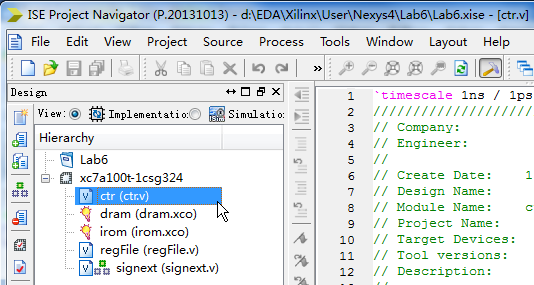 ISE Project Navigator (P.20131013) - d:\EDA\Xilinx\User\Nexys4\Lab6\Lab6.xise - [ctr.v]
File Edit View Project Source Process Tools Window Layout Help
Design
View: Implementatio Simulatio
Hierarchy
Lab6
xc7a100t-1csg324
ctr (ctr.v)
dram (dram.xco)
irom (irom.xco)
regFile (regFile.v)
signext (signext.v)
1 `timescale 1ns / 1ps
2 ////////////////////
3 // Company:
4 // Engineer:
5 //
6 // Create Date: 1
7 // Design Name:
8 // Module Name: c
9 // Project Name:
10 // Target Devices:
11 // Tool versions:
12 // Description: